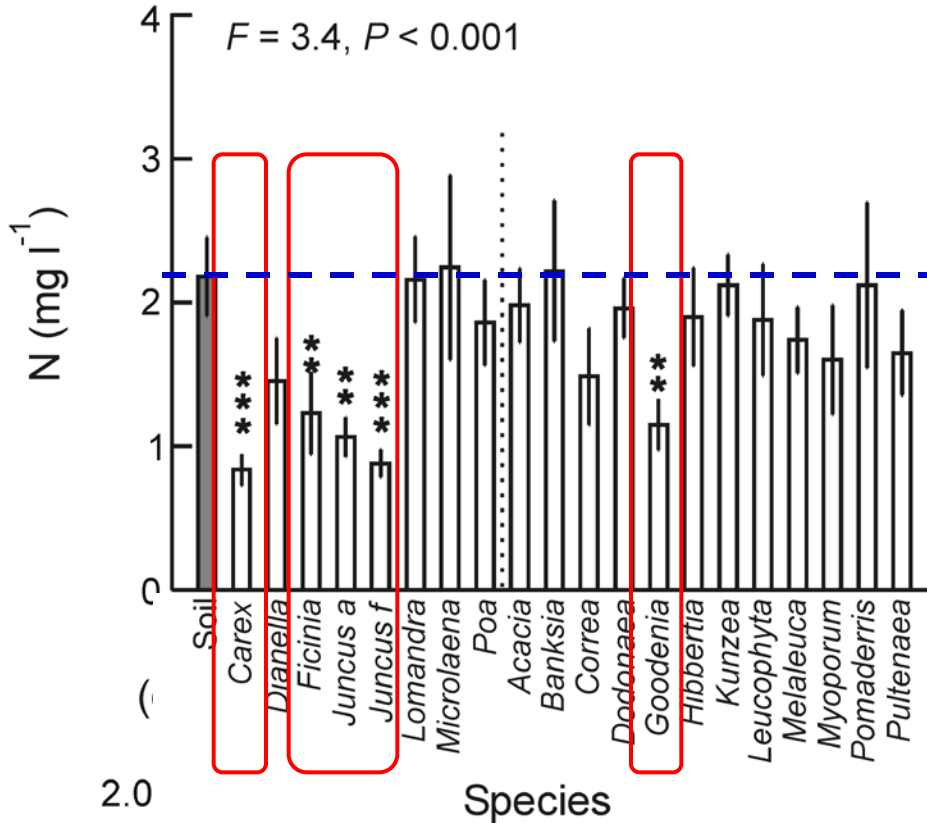 4
F = 3.4, P < 0.001
3
N (mg l-1)
2
1
0
***
**
**
***
**
Soil
Carex
Dianella
Ficinia
Juncus a
Juncus f
Lomandra
Microlaena
Poa
Acacia
Banksia
Correa
Dodonaea
Goodenia
Hibbertia
Kunzea
Leucophyta
Melaleuca
Myoporum
Pomaderris
Pultenaea
(
2.0
Species